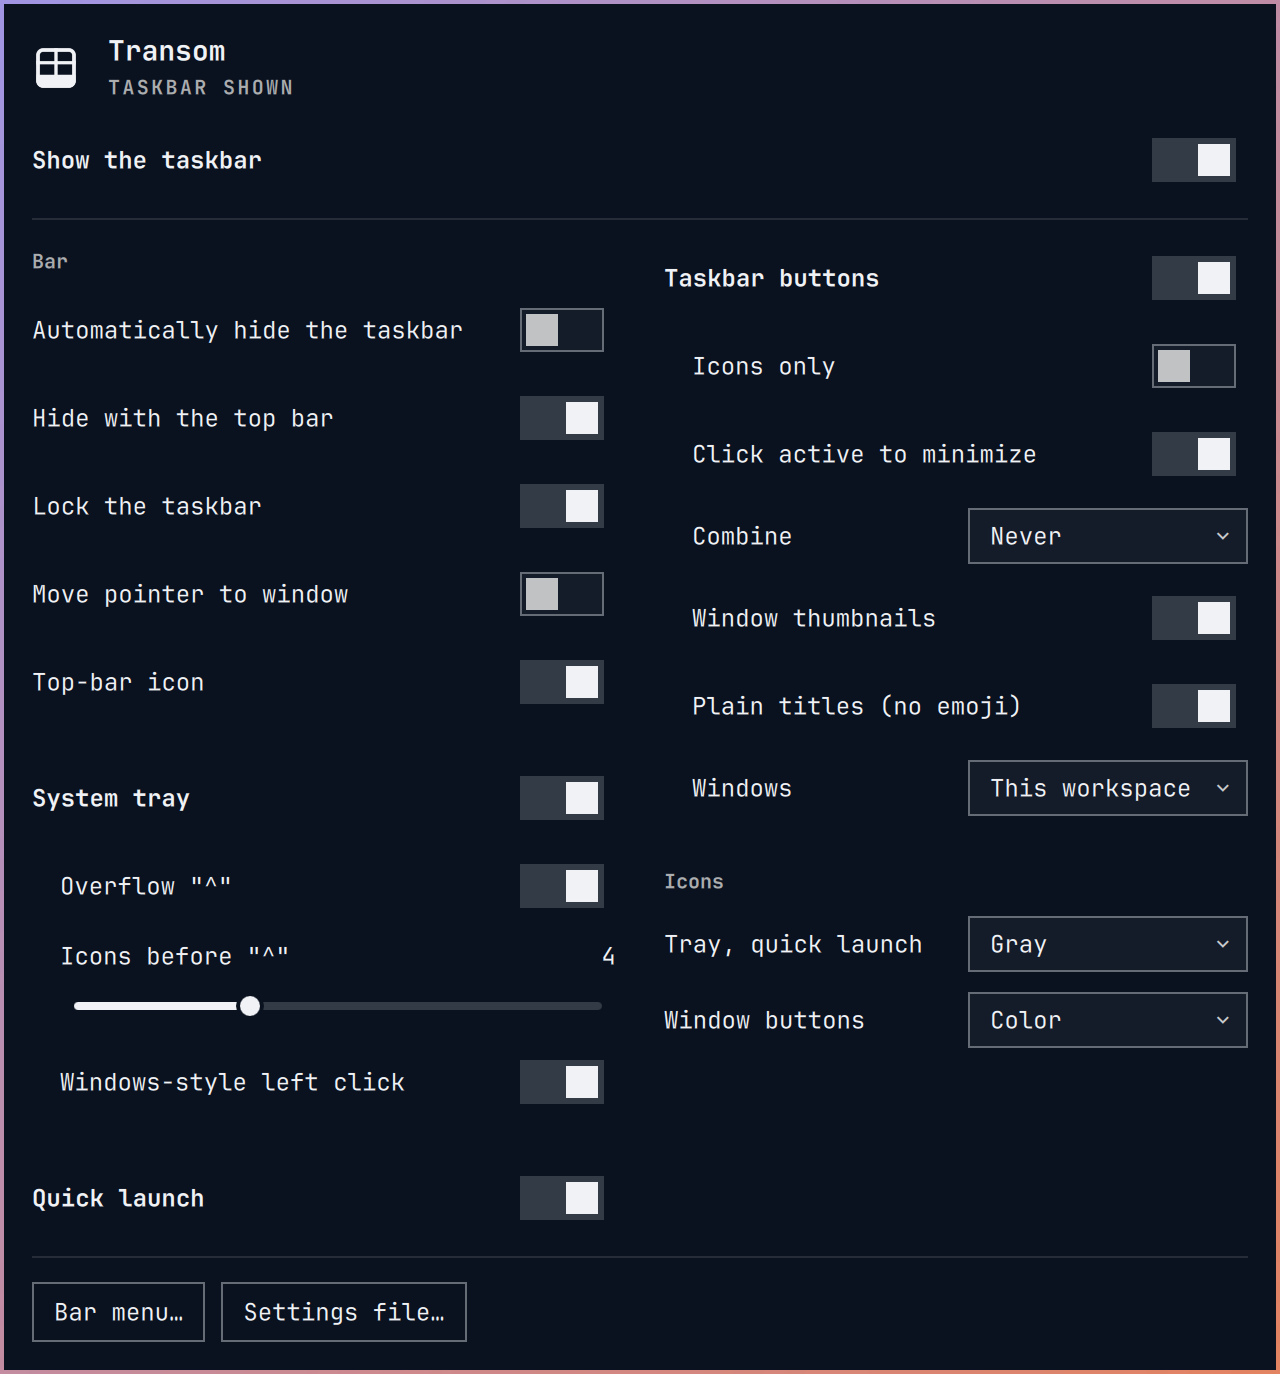 Transom
TASKBAR SHOWN
Show the taskbar
Bar
Automatically hide the taskbar
Hide with the top bar
Lock the taskbar
Move pointer to window
Top-bar icon
System tray
Overflow "^"
Icons before "^" 4
Windows-style left click
Quick launch
Taskbar buttons
Icons only
Click active to minimize
Combine Never
Window thumbnails
Plain titles (no emoji)
Windows This workspace
Icons
Tray, quick launch Gray
Window buttons Color
Bar menu… Settings file…